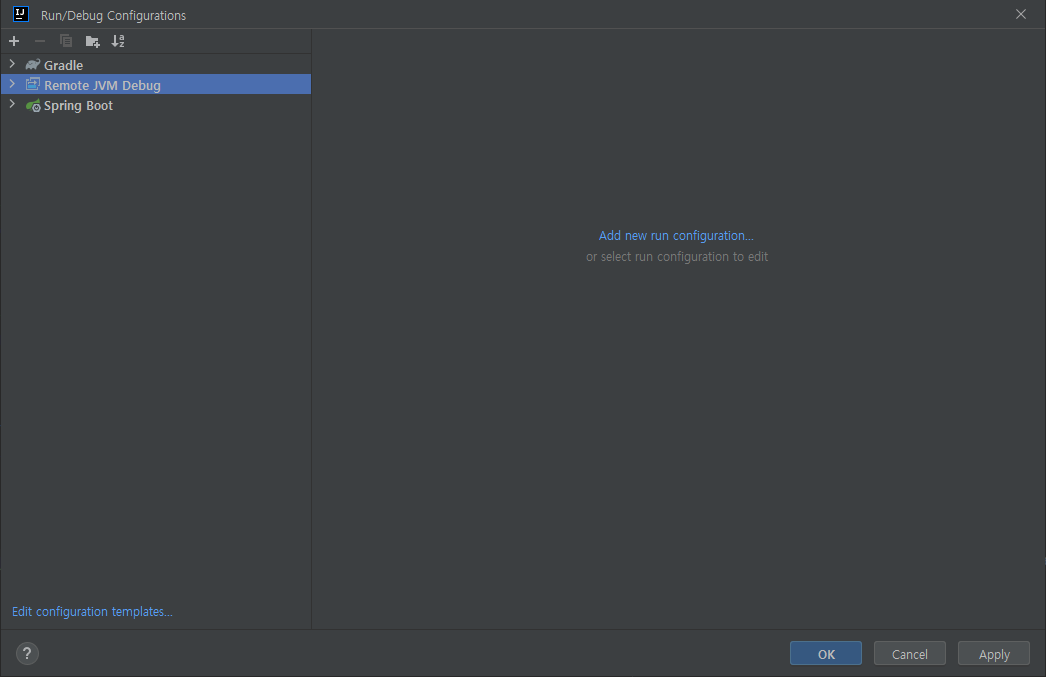 IJ Run/Debug Configurations
Gradle
Remote JVM Debug
Spring Boot
Add new run configuration...
or select run configuration to edit
Edit configuration templates...
?
OK Cancel Apply